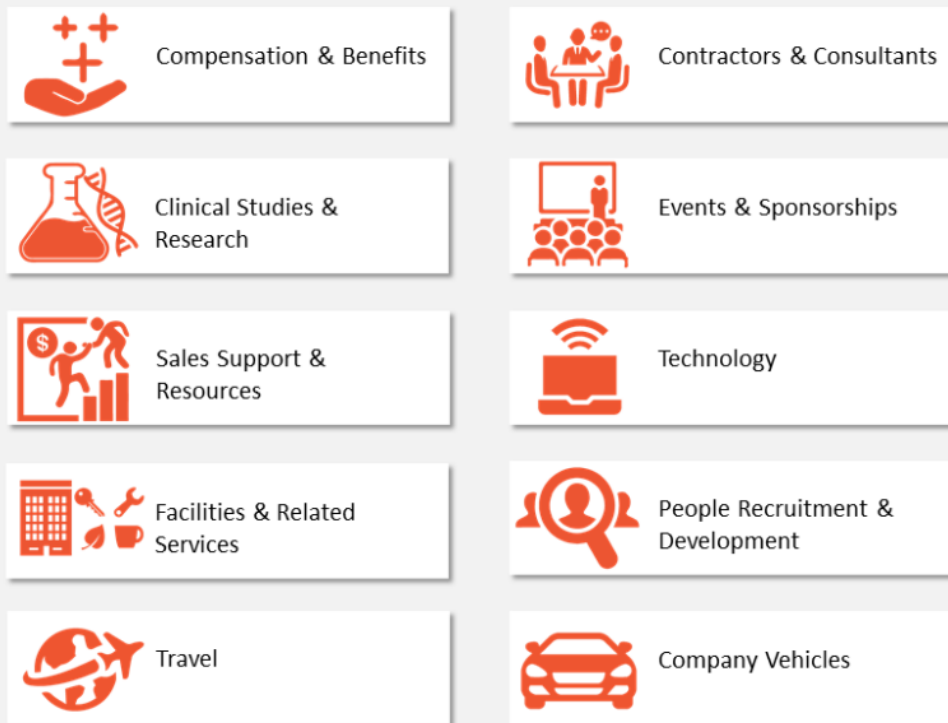 Compensation & Benefits
Contractors & Consultants
Clinical Studies &
Research
Events & Sponsorships
$
Sales Support &
Resources
Technology
Facilities & Related
Services
People Recruitment &
Development
Travel
Company Vehicles